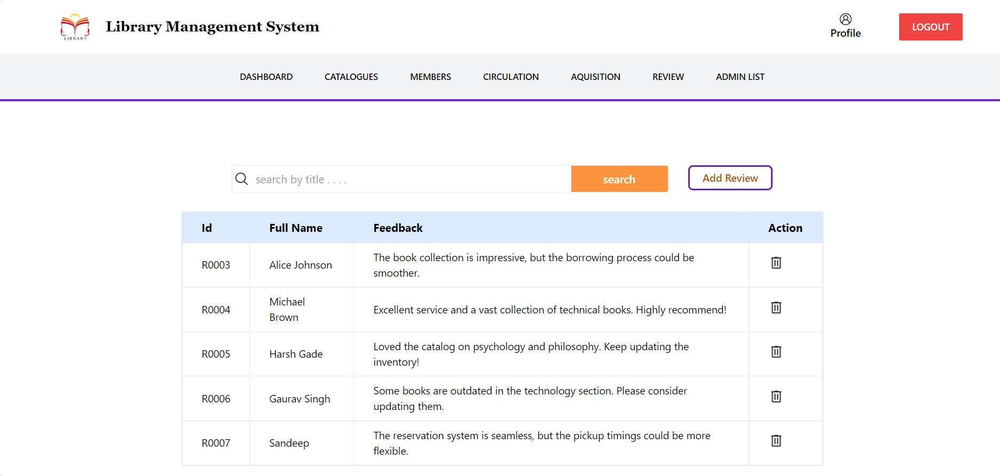 LIBRARY
Library Management System
Profile
LOGOUT
DASHBOARD CATALOGUES MEMBERS CIRCULATION AQUISITION REVIEW ADMIN LIST
search by title . . . .
search
Add Review
Id Full Name Feedback Action
R0003 Alice Johnson The book collection is impressive, but the borrowing process could be
smoother.
R0004 Michael
Brown
Excellent service and a vast collection of technical books. Highly recommend!
R0005 Harsh Gade Loved the catalog on psychology and philosophy. Keep updating the
inventory!
R0006 Gaurav Singh Some books are outdated in the technology section. Please consider
updating them.
R0007 Sandeep The reservation system is seamless, but the pickup timings could be more
flexible.